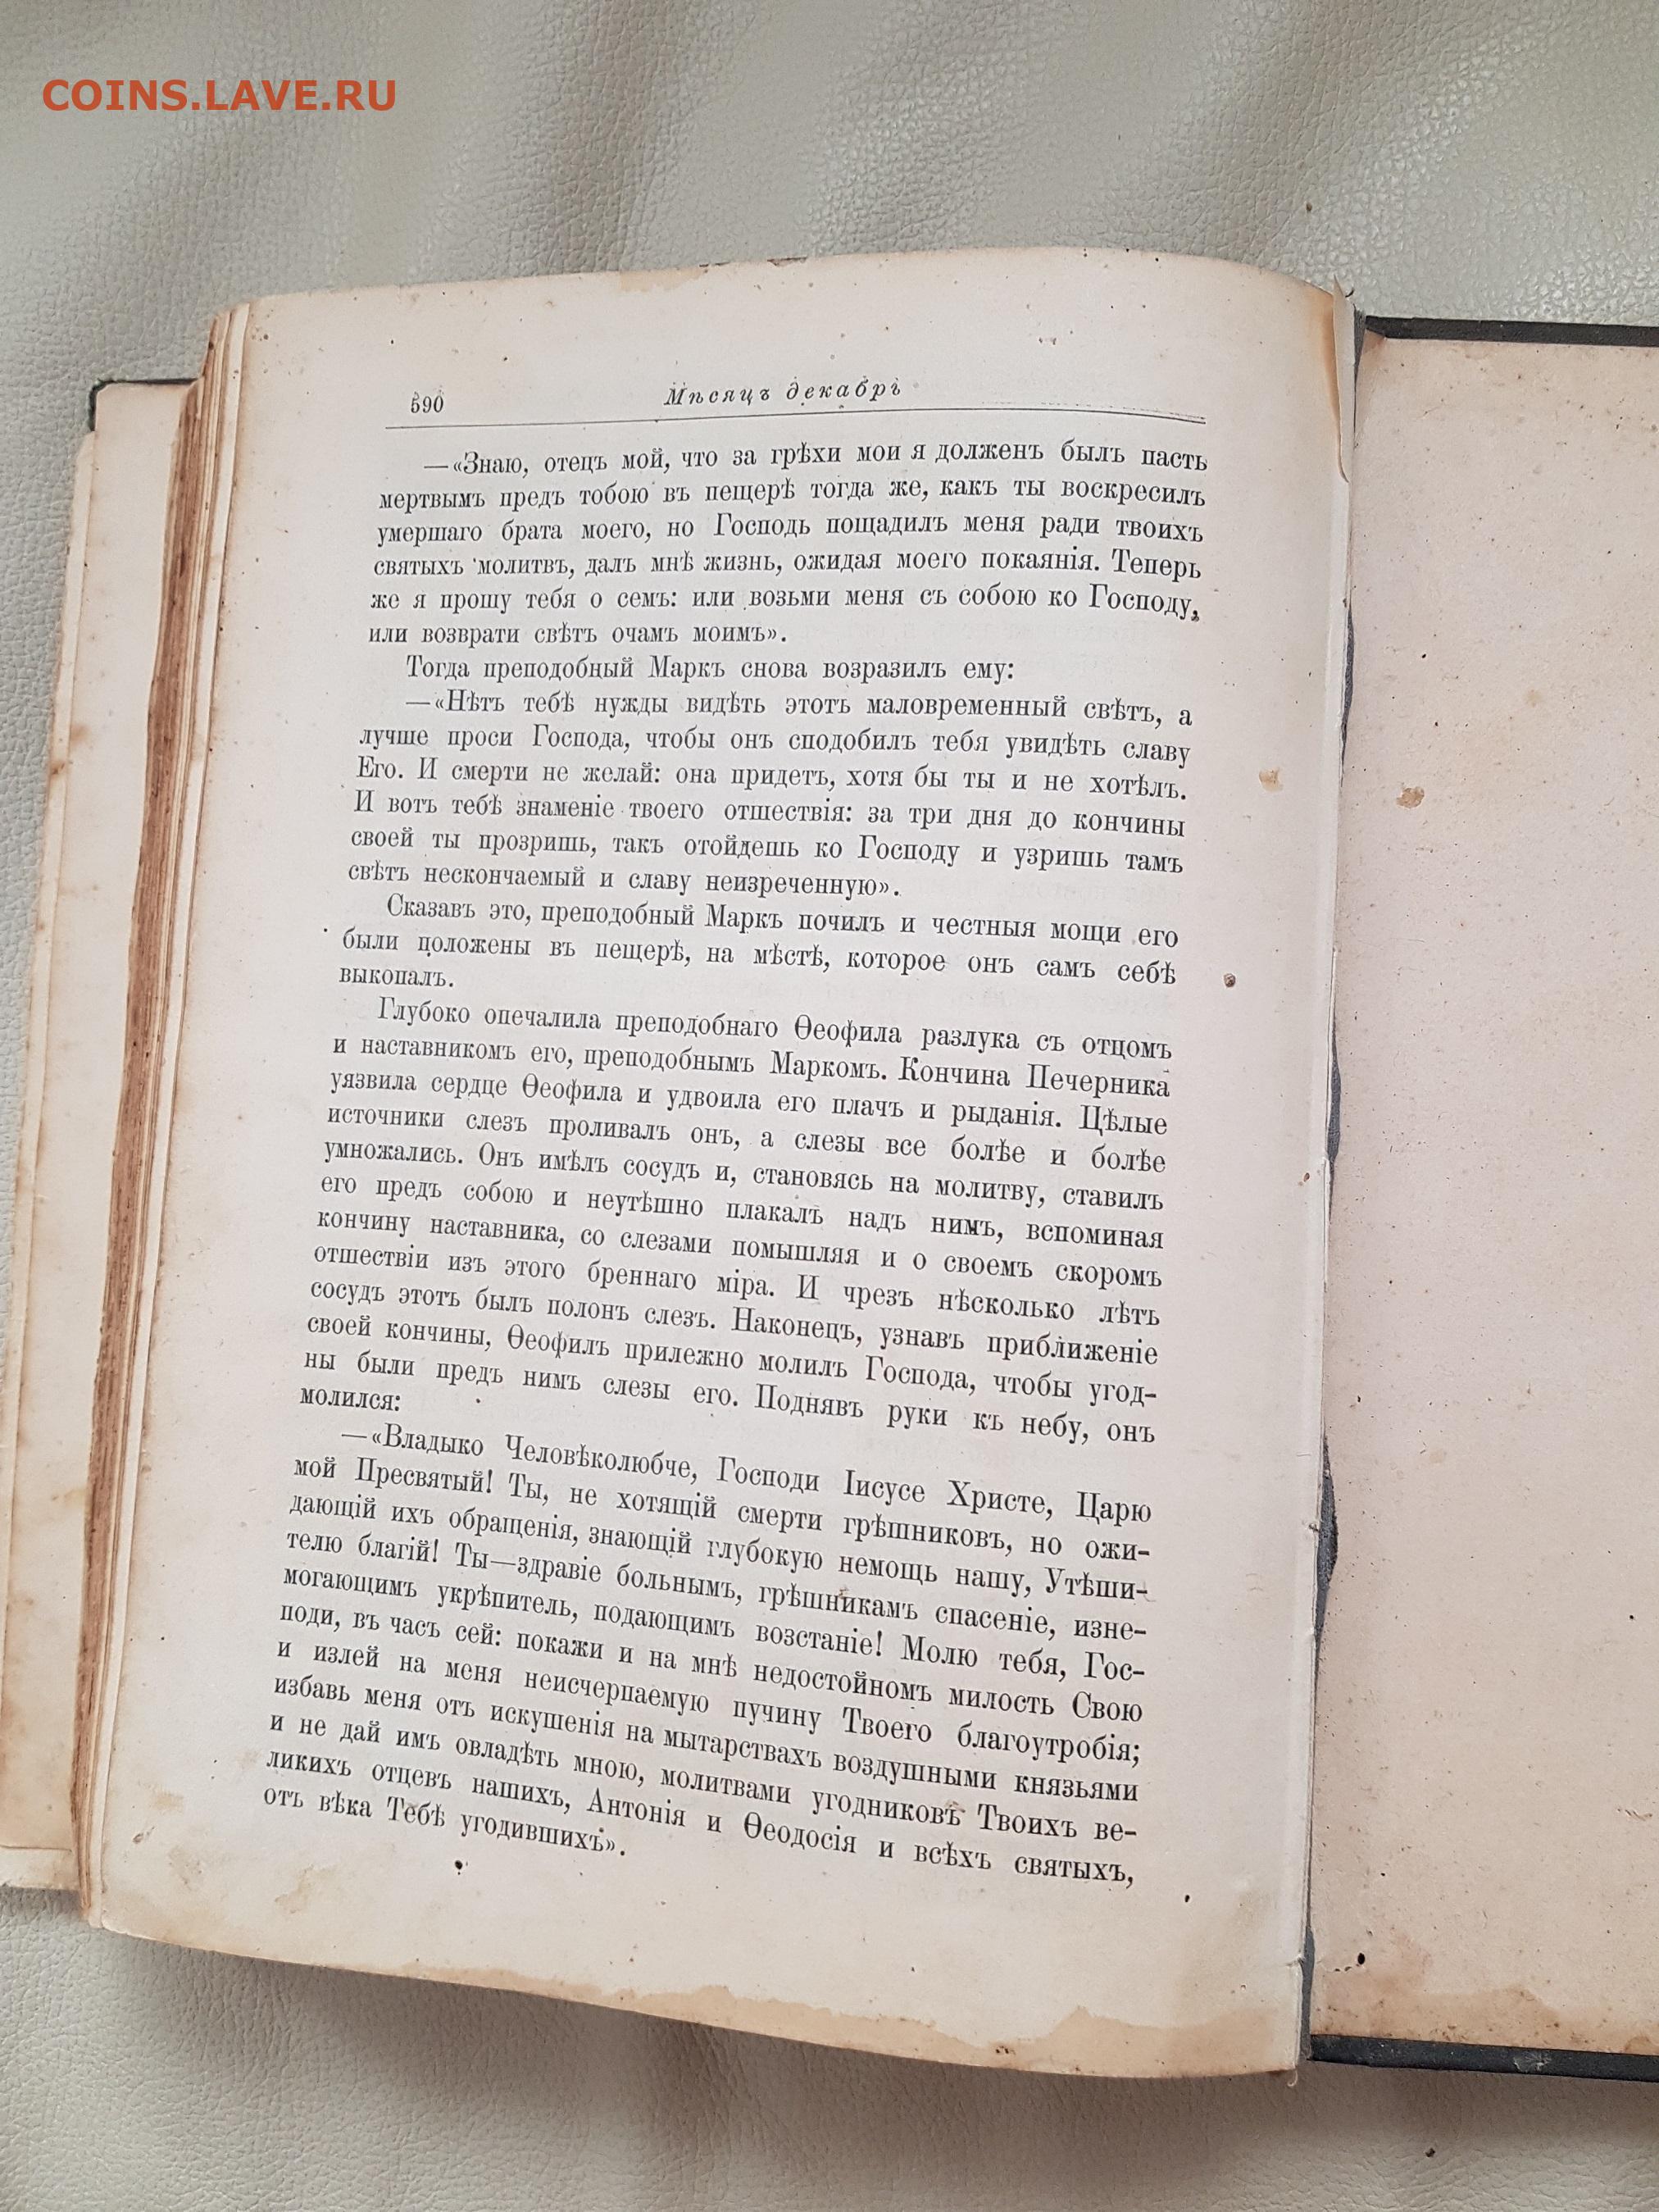 COINS.LAVE.RU
590
Мѣсяцъ декабрь
—«Знаю, отецъ мой, что за грѣхи мои я долженъ былъ пасть
мертвымъ предъ тобою въ пещерѣ тогда же, какъ ты воскресилъ
умершаго брата моего, но Господь пощадилъ меня ради твоихъ
святыхъ молитвъ, далъ мнѣ жизнь, ожидая моего покаянія. Теперь
же я прошу тебя о семъ: или возьми меня съ собою ко Господу,
или возврати свѣтъ очамъ моимъ».
Тогда преподобный Маркъ снова возразилъ ему:
—«Нѣтъ тебѣ нужды видѣть этотъ маловременный свѣтъ, а
лучше проси Господа, чтобы онъ сподобилъ тебя увидѣть славу
Его. И смерти не желай: она придетъ, хотя бы ты и не хотѣлъ.
И вотъ тебѣ знаменіе твоего отшествія: за три дня до кончины
своей ты прозришь, такъ отойдешь ко Господу и узришь тамъ
свѣтъ нескончаемый и славу неизреченную».
Сказавъ это, преподобный Маркъ почилъ и честныя мощи его
были положены въ пещерѣ, на мѣстѣ, которое онъ самъ себѣ
выкопалъ.
Глубоко опечалила преподобнаго Ѳеофила разлука съ отцомъ
и наставникомъ его, преподобнымъ Маркомъ. Кончина Печерника
уязвила сердце Ѳеофила и удвоила его плачъ и рыданія. Цѣлые
источники слезъ проливалъ онъ, а слезы все болѣе и болѣе
умножались. Онъ имѣлъ сосудъ и, становясь на молитву, ставилъ
его предъ собою и неутѣшно плакалъ надъ нимъ, вспоминая
кончину наставника, со слезами помышляя и о своемъ скоромъ
отшествіи изъ этого бреннаго міра. И чрезъ нѣсколько лѣтъ
сосудъ этотъ былъ полонъ слезъ. Наконецъ, узнавъ приближеніе
своей кончины, Ѳеофилъ прилежно молилъ Господа, чтобы угод-
ны были предъ нимъ слезы его. Поднявъ руки къ небу, онъ
молился:
—«Владыко Человѣколюбче, Господи Іисусе Христе, Царю
мой Пресвятый! Ты, не хотящій смерти грѣшниковъ, но ожи-
дающій ихъ обращенія, знающій глубокую немощь нашу, Утѣши-
телю благій! Ты—здравіе больнымъ, грѣшникамъ спасеніе, изне-
могающимъ укрѣпитель, подающимъ возстаніе! Молю тебя, Гос-
поди, въ часъ сей: покажи и на мнѣ недостойномъ милость Свою
и излей на меня неисчерпаемую пучину Твоего благоутробія;
избавь меня отъ искушенія на мытарствахъ воздушными князьями
и не дай имъ овладѣть мною, молитвами угодниковъ Твоихъ ве-
ликихъ отцевъ нашихъ, Антонія и Ѳеодосія и всѣхъ святыхъ,
отъ вѣка Тебѣ угодившихъ».